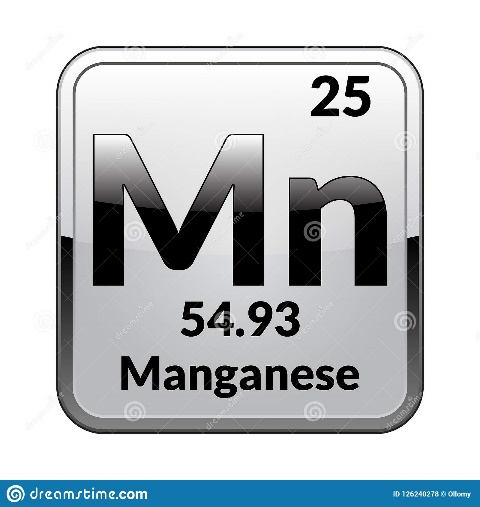 25
Mn
54.93
Manganese
dreamstime.com
ID 126240278 © Ollomy